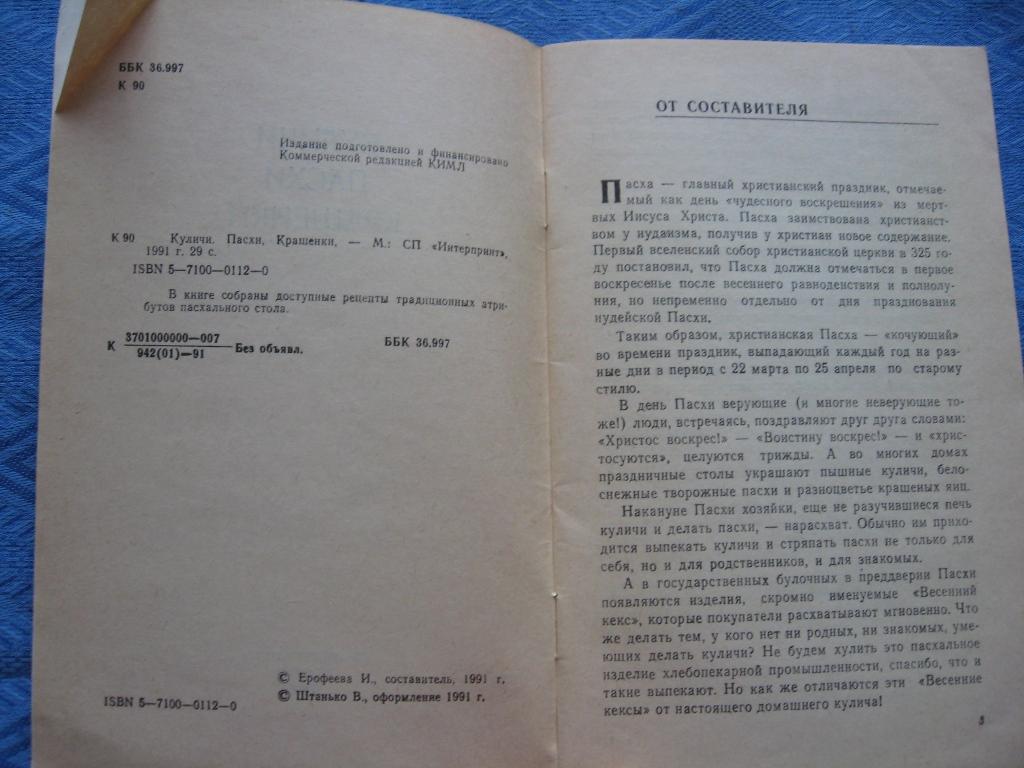 ББК 36.997
К 90
Издание подготовлено и финансировано
Коммерческой редакцией КИМЛ
К 90 Куличи. Пасхи, Крашенки, — М.: СП «Интерпринт»,
1991 г. 29 с.
ISBN 5—7100—0112—0
В книге собраны доступные рецепты традиционных атри-
бутов пасхального стола.
К 3701000000—007
942(01)—91 Без объявл. ББК 36.997
© Ерофеева И., составитель, 1991 г.
© Штанько В., оформление 1991 г.
ISBN 5—7100—0112—0
ОТ СОСТАВИТЕЛЯ
Пасха — главный христианский праздник, отмечае-
мый как день «чудесного воскрешения» из мерт-
вых Иисуса Христа. Пасха заимствована христианст-
вом у иудаизма, получив у христиан новое содержание.
Первый вселенский собор христианской церкви в 325 го-
ду постановил, что Пасха должна отмечаться в первое
воскресенье после весеннего равноденствия и полнолу-
ния, но непременно отдельно от дня празднования
иудейской Пасхи.
Таким образом, христианская Пасха — «кочующий»
во времени праздник, выпадающий каждый год на раз-
ные дни в период с 22 марта по 25 апреля по старому
стилю.
В день Пасхи верующие (и многие неверующие то-
же!) люди, встречаясь, поздравляют друг друга словами:
«Христос воскрес!» — «Воистину воскрес!» — и «хрис-
тосуются», целуются трижды. А во многих домах
праздничные столы украшают пышные куличи, бело-
снежные творожные пасхи и разноцветье крашеных яиц.
Накануне Пасхи хозяйки, еще не разучившиеся печь
куличи и делать пасхи, — нарасхват. Обычно им прихо-
дится выпекать куличи и стряпать пасхи не только для
себя, но и для родственников, и для знакомых.
А в государственных булочных в преддверии Пасхи
появляются изделия, скромно именуемые «Весенний
кекс», которые покупатели расхватывают мгновенно. Что
же делать тем, у кого нет ни родных, ни знакомых, уме-
ющих делать куличи? Не будем хулить это пасхальное
изделие хлебопекарной промышленности, спасибо, что и
такие выпекают. Но как же отличаются эти «Весенние
кексы» от настоящего домашнего кулича!
3